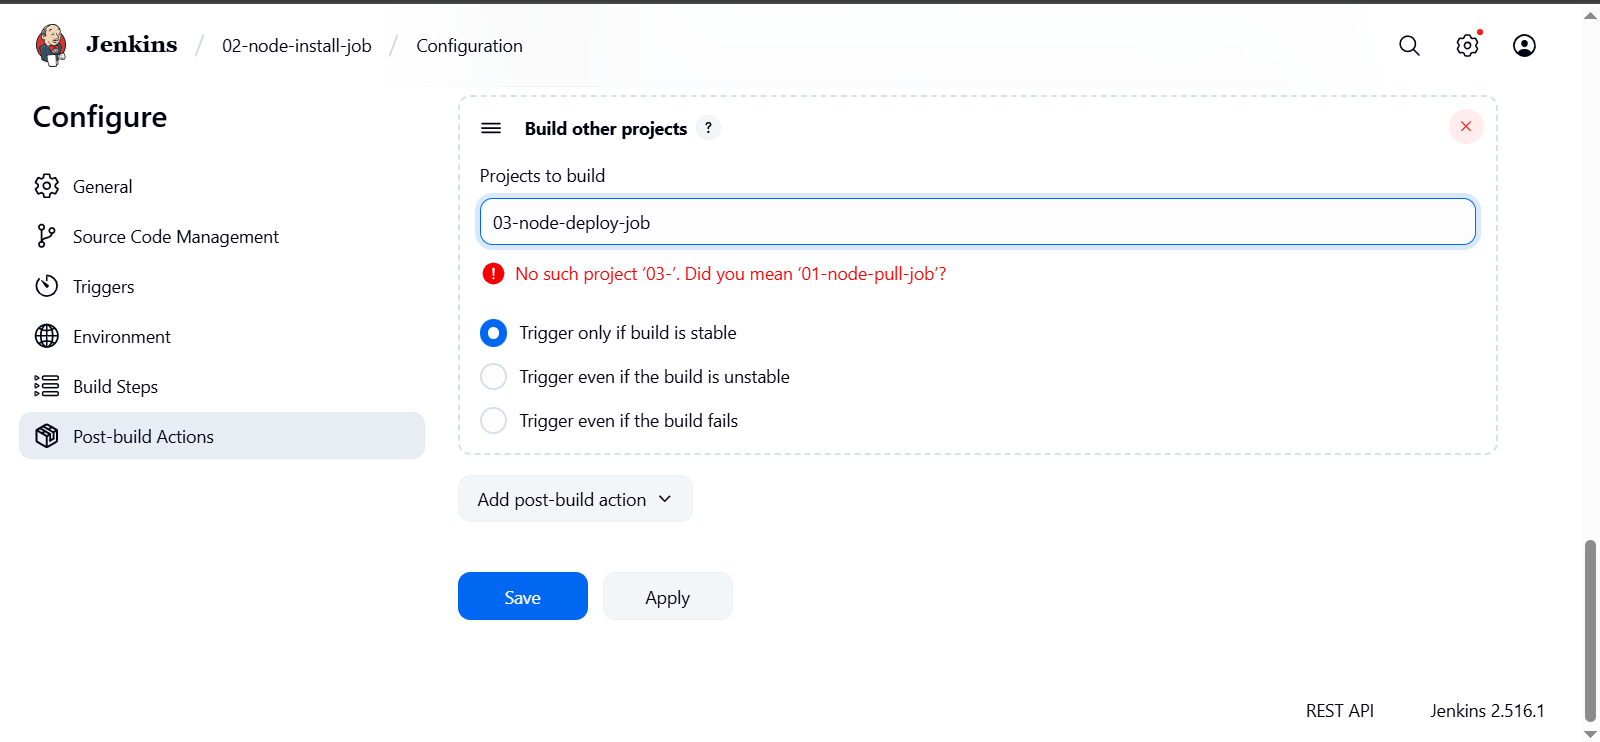 Jenkins / 02-node-install-job / Configuration
Configure
General
Source Code Management
Triggers
Environment
Build Steps
Post-build Actions
Build other projects ?
Projects to build
03-node-deploy-job
No such project ‘03-’. Did you mean ‘01-node-pull-job’?
Trigger only if build is stable
Trigger even if the build is unstable
Trigger even if the build fails
Add post-build action
Save
Apply
REST API
Jenkins 2.516.1